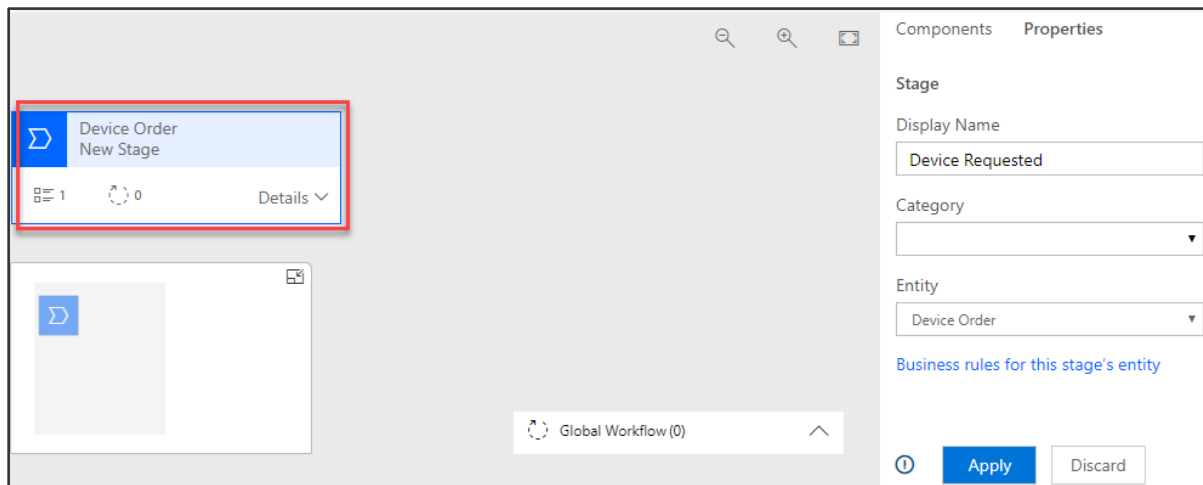 Components Properties
Stage
Display Name
Device Requested
Category
Entity
Device Order
Business rules for this stage's entity
Apply Discard
Device Order
New Stage
1 0 Details
Global Workflow (0)